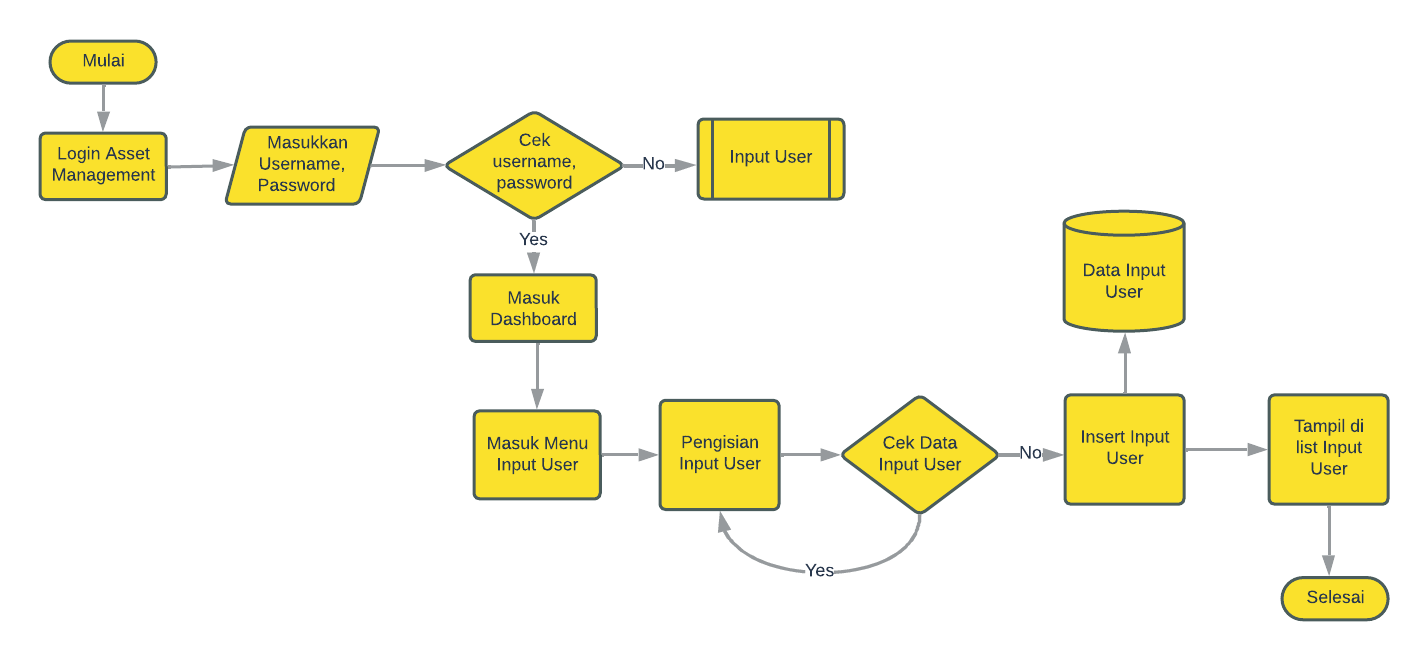 Mulai
Login Asset
Management
Masukkan
Username,
Password
Cek
username,
password
No
Input User
Yes
Masuk
Dashboard
Masuk Menu
Input User
Pengisian
Input User
Cek Data
Input User
Yes
No
Insert Input
User
Data Input
User
Tampil di
list Input
User
Selesai